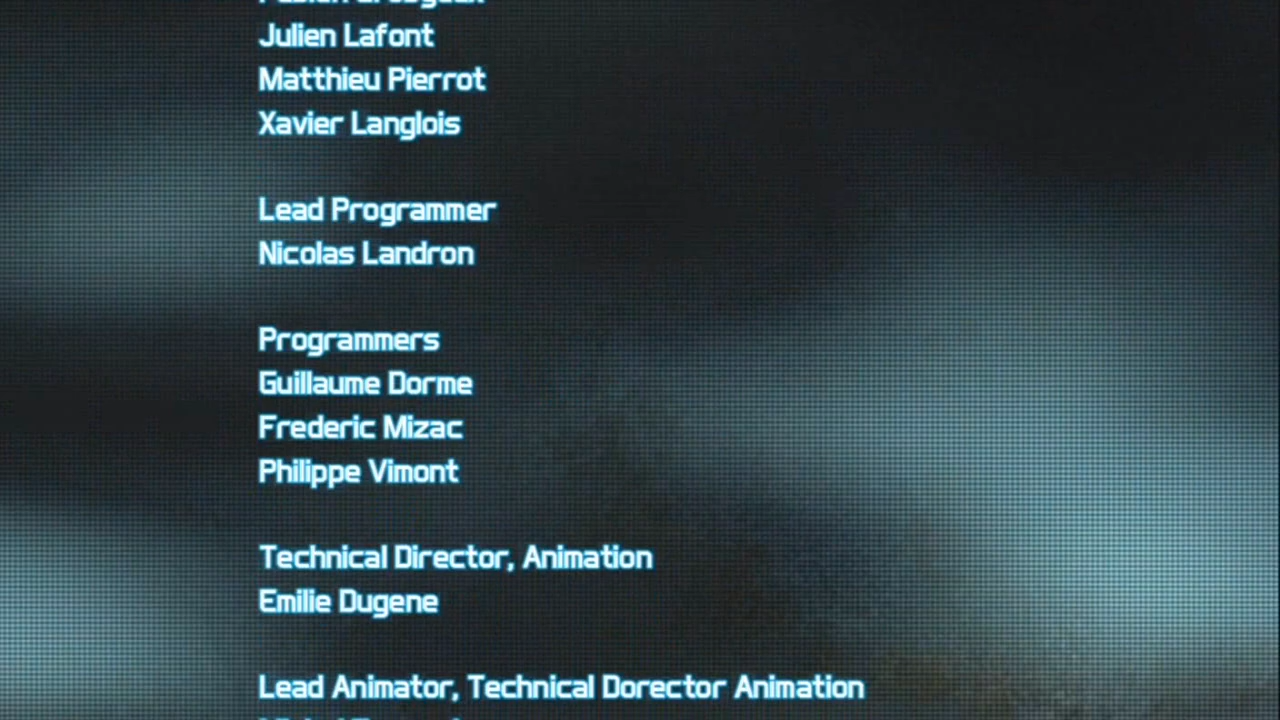 Julien Lafont
Matthieu Pierrot
Xavier Langlois
Lead Programmer
Nicolas Landron
Programmers
Guillaume Dorme
Frederic Mizac
Philippe Vimont
Technical Director, Animation
Emilie Dugene
Lead Animator, Technical Dorector Animation